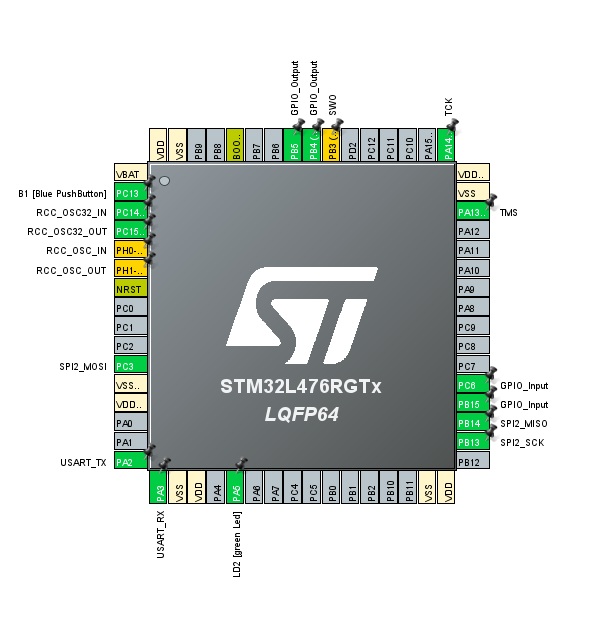 GPIO_Output
GPIO_Output
SWO
TCK
VDD
VSS
PB9
PB8
BOO..
PB7
PB6
PB5
PB4 (..
PB3 (..
PD2
PC12
PC11
PC10
PA15..
PA14..
VBAT
VDD..
B1 [Blue PushButton]
PC13
VSS
RCC_OSC32_IN
PC14..
PA13..
TMS
RCC_OSC32_OUT
PC15..
PA12
RCC_OSC_IN
PH0-..
PA11
RCC_OSC_OUT
PH1-..
PA10
NRST
PA9
PC0
PA8
PC1
PC9
PC2
PC8
SPI2_MOSI
PC3
PC7
VSS..
STM32L476RGTx
PC6
GPIO_Input
VDD..
LQFP64
PB15
GPIO_Input
PA0
PB14
SPI2_MISO
PA1
PB13
SPI2_SCK
USART_TX
PA2
PB12
PA3
VSS
VDD
PA4
PA5
PA6
PA7
PC4
PC5
PB0
PB1
PB2
PB10
PB11
VSS
VDD
USART_RX
LD2 [green Led]